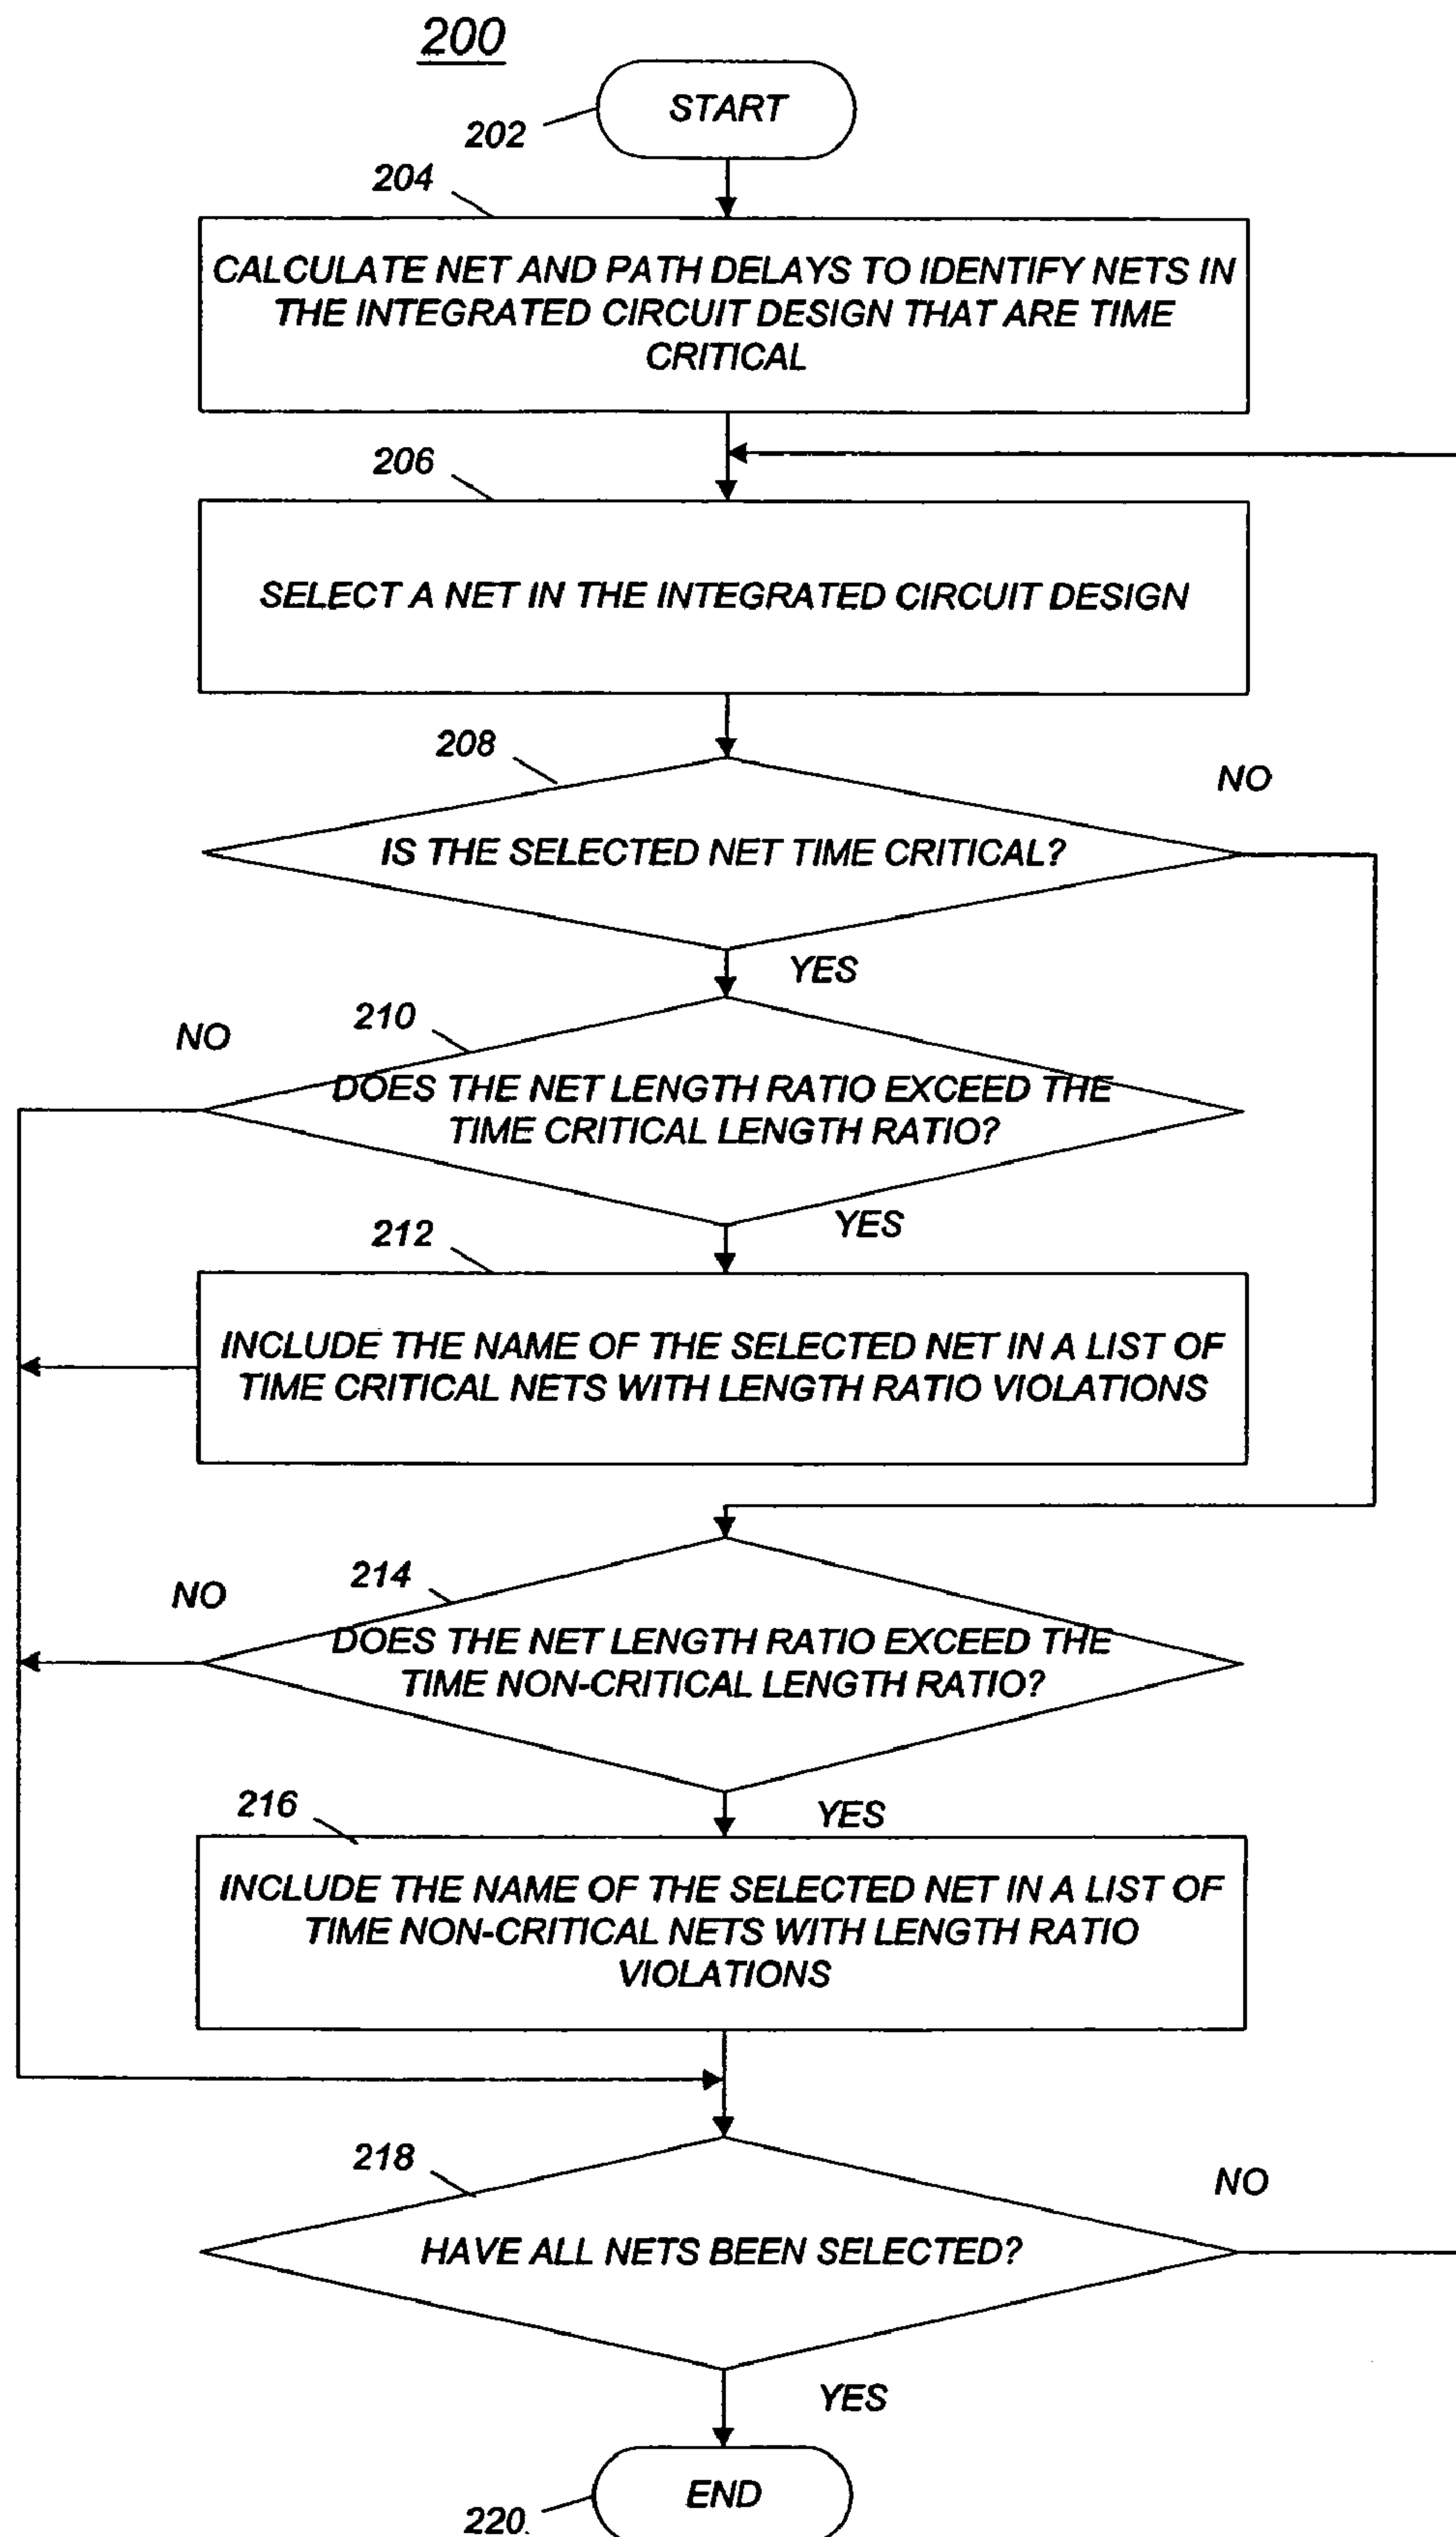 200
START
202
204
CALCULATE NET AND PATH DELAYS TO IDENTIFY NETS IN
THE INTEGRATED CIRCUIT DESIGN THAT ARE TIME
CRITICAL
206
SELECT A NET IN THE INTEGRATED CIRCUIT DESIGN
208
NO
IS THE SELECTED NET TIME CRITICAL?
YES
210
NO
DOES THE NET LENGTH RATIO EXCEED THE
TIME CRITICAL LENGTH RATIO?
YES
212
INCLUDE THE NAME OF THE SELECTED NET IN A LIST OF
TIME CRITICAL NETS WITH LENGTH RATIO VIOLATIONS
214
NO
DOES THE NET LENGTH RATIO EXCEED THE
TIME NON-CRITICAL LENGTH RATIO?
YES
216
INCLUDE THE NAME OF THE SELECTED NET IN A LIST OF
TIME NON-CRITICAL NETS WITH LENGTH RATIO
VIOLATIONS
218
NO
HAVE ALL NETS BEEN SELECTED?
YES
END
220